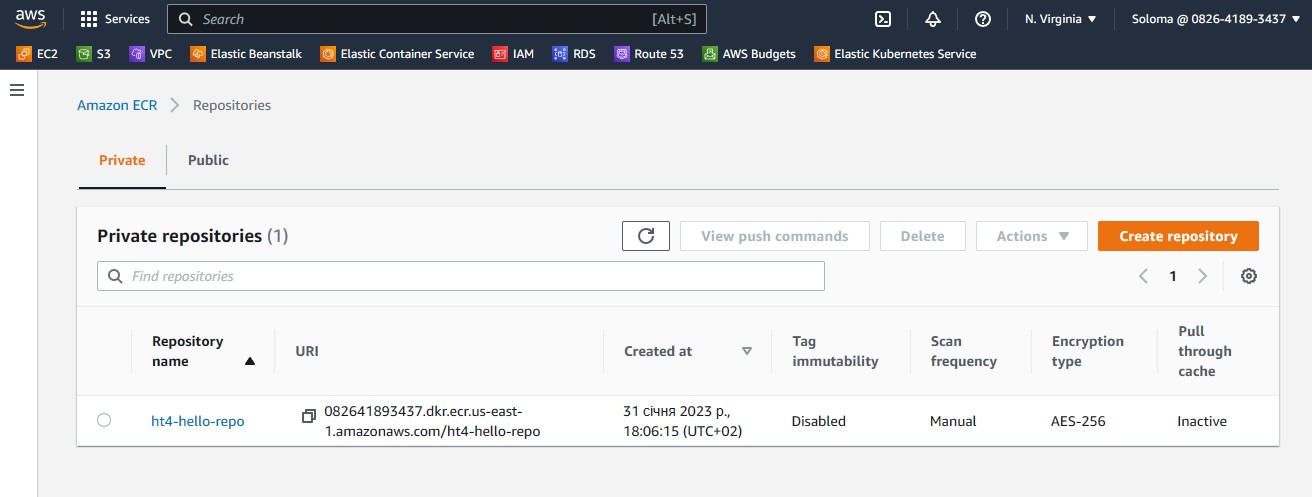 aws
Services
Search
[Alt+S]
N. Virginia
Soloma @ 0826-4189-3437
EC2
S3
VPC
Elastic Beanstalk
Elastic Container Service
IAM
RDS
Route 53
AWS Budgets
Elastic Kubernetes Service
Amazon ECR
Repositories
Private
Public
Private repositories (1)
View push commands
Delete
Actions
Create repository
Find repositories
1
Repository
name
URI
Created at
Tag
immutability
Scan
frequency
Encryption
type
Pull
through
cache
ht4-hello-repo
082641893437.dkr.ecr.us-east-
1.amazonaws.com/ht4-hello-repo
31 січня 2023 р.,
18:06:15 (UTC+02)
Disabled
Manual
AES-256
Inactive